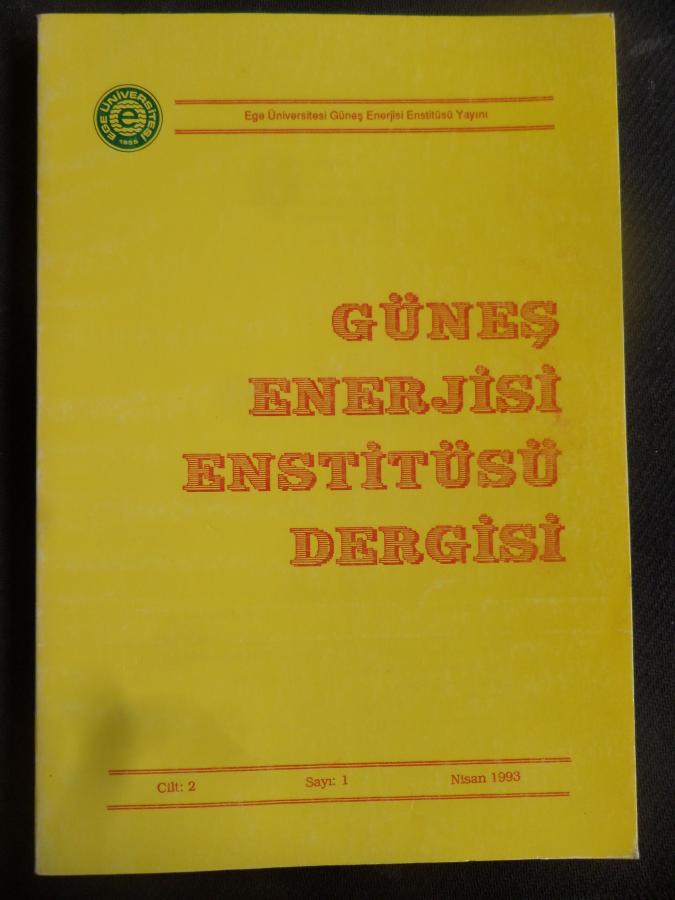 EGE ÜNİVERSİTESİ
1955
Ege Üniversitesi Güneş Enerjisi Enstitüsü Yayını
GÜNEŞ
ENERJİSİ
ENSTİTÜSÜ
DERGİSİ
Cilt: 2 Sayı: 1 Nisan 1993